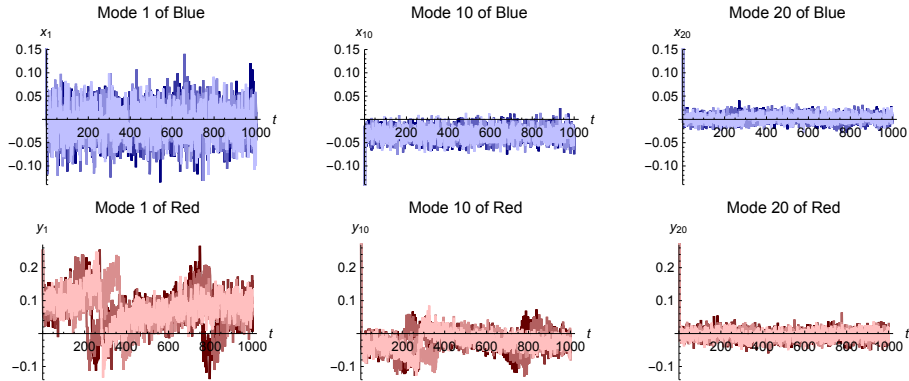 Mode 1 of Blue
x1
0.15
0.10
0.05
-0.05
-0.10
200 400 600 800 1000
t
Mode 10 of Blue
x10
0.15
0.10
0.05
-0.05
-0.10
200 400 600 800 1000
t
Mode 20 of Blue
x20
0.15
0.10
0.05
-0.05
-0.10
200 400 600 800 1000
t
Mode 1 of Red
y1
0.2
0.1
-0.1
200 400 600 800 1000
t
Mode 10 of Red
y10
0.2
0.1
-0.1
200 400 600 800 1000
t
Mode 20 of Red
y20
0.2
0.1
-0.1
200 400 600 800 1000
t